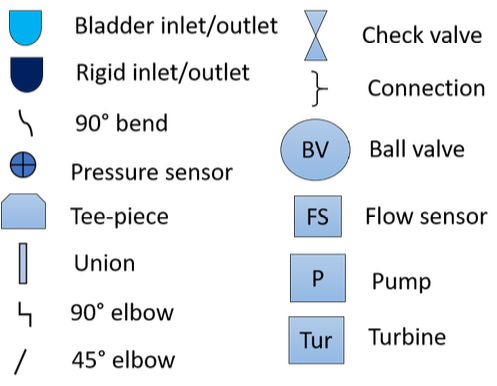 Bladder inlet/outlet
Rigid inlet/outlet
90° bend
Pressure sensor
Tee-piece
Union
90° elbow
45° elbow
Check valve
Connection
BV Ball valve
FS Flow sensor
P Pump
Tur Turbine